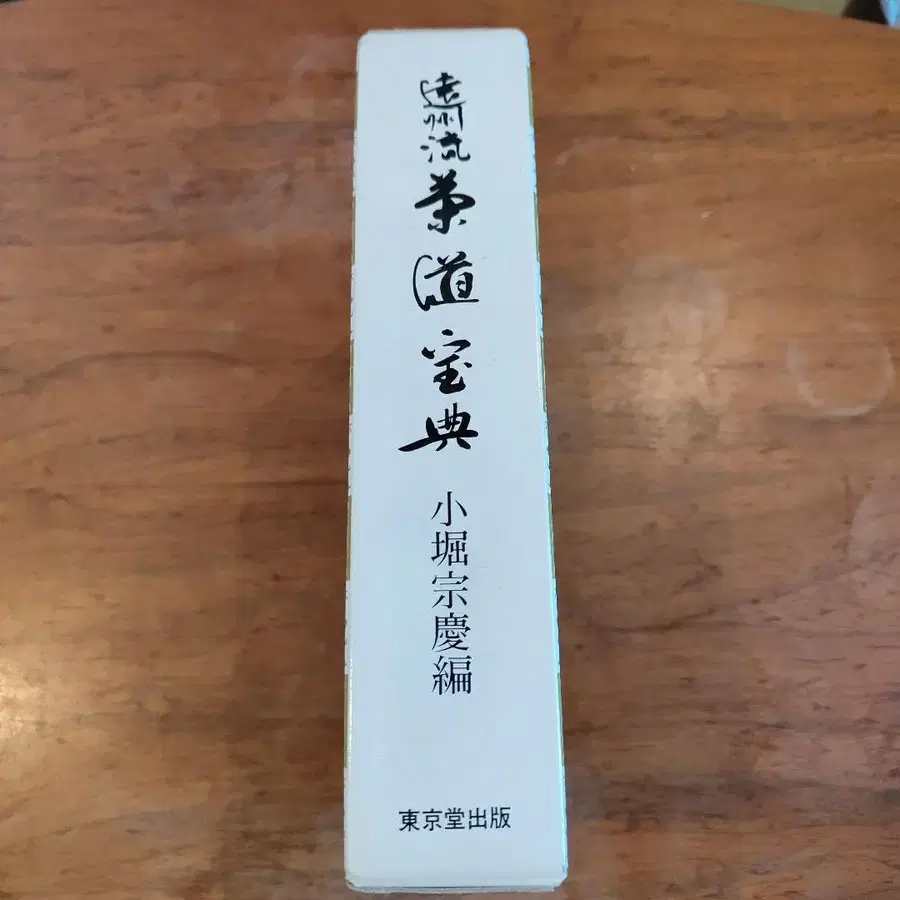 遠州流
茶道宝典
小堀宗慶編
東京堂出版